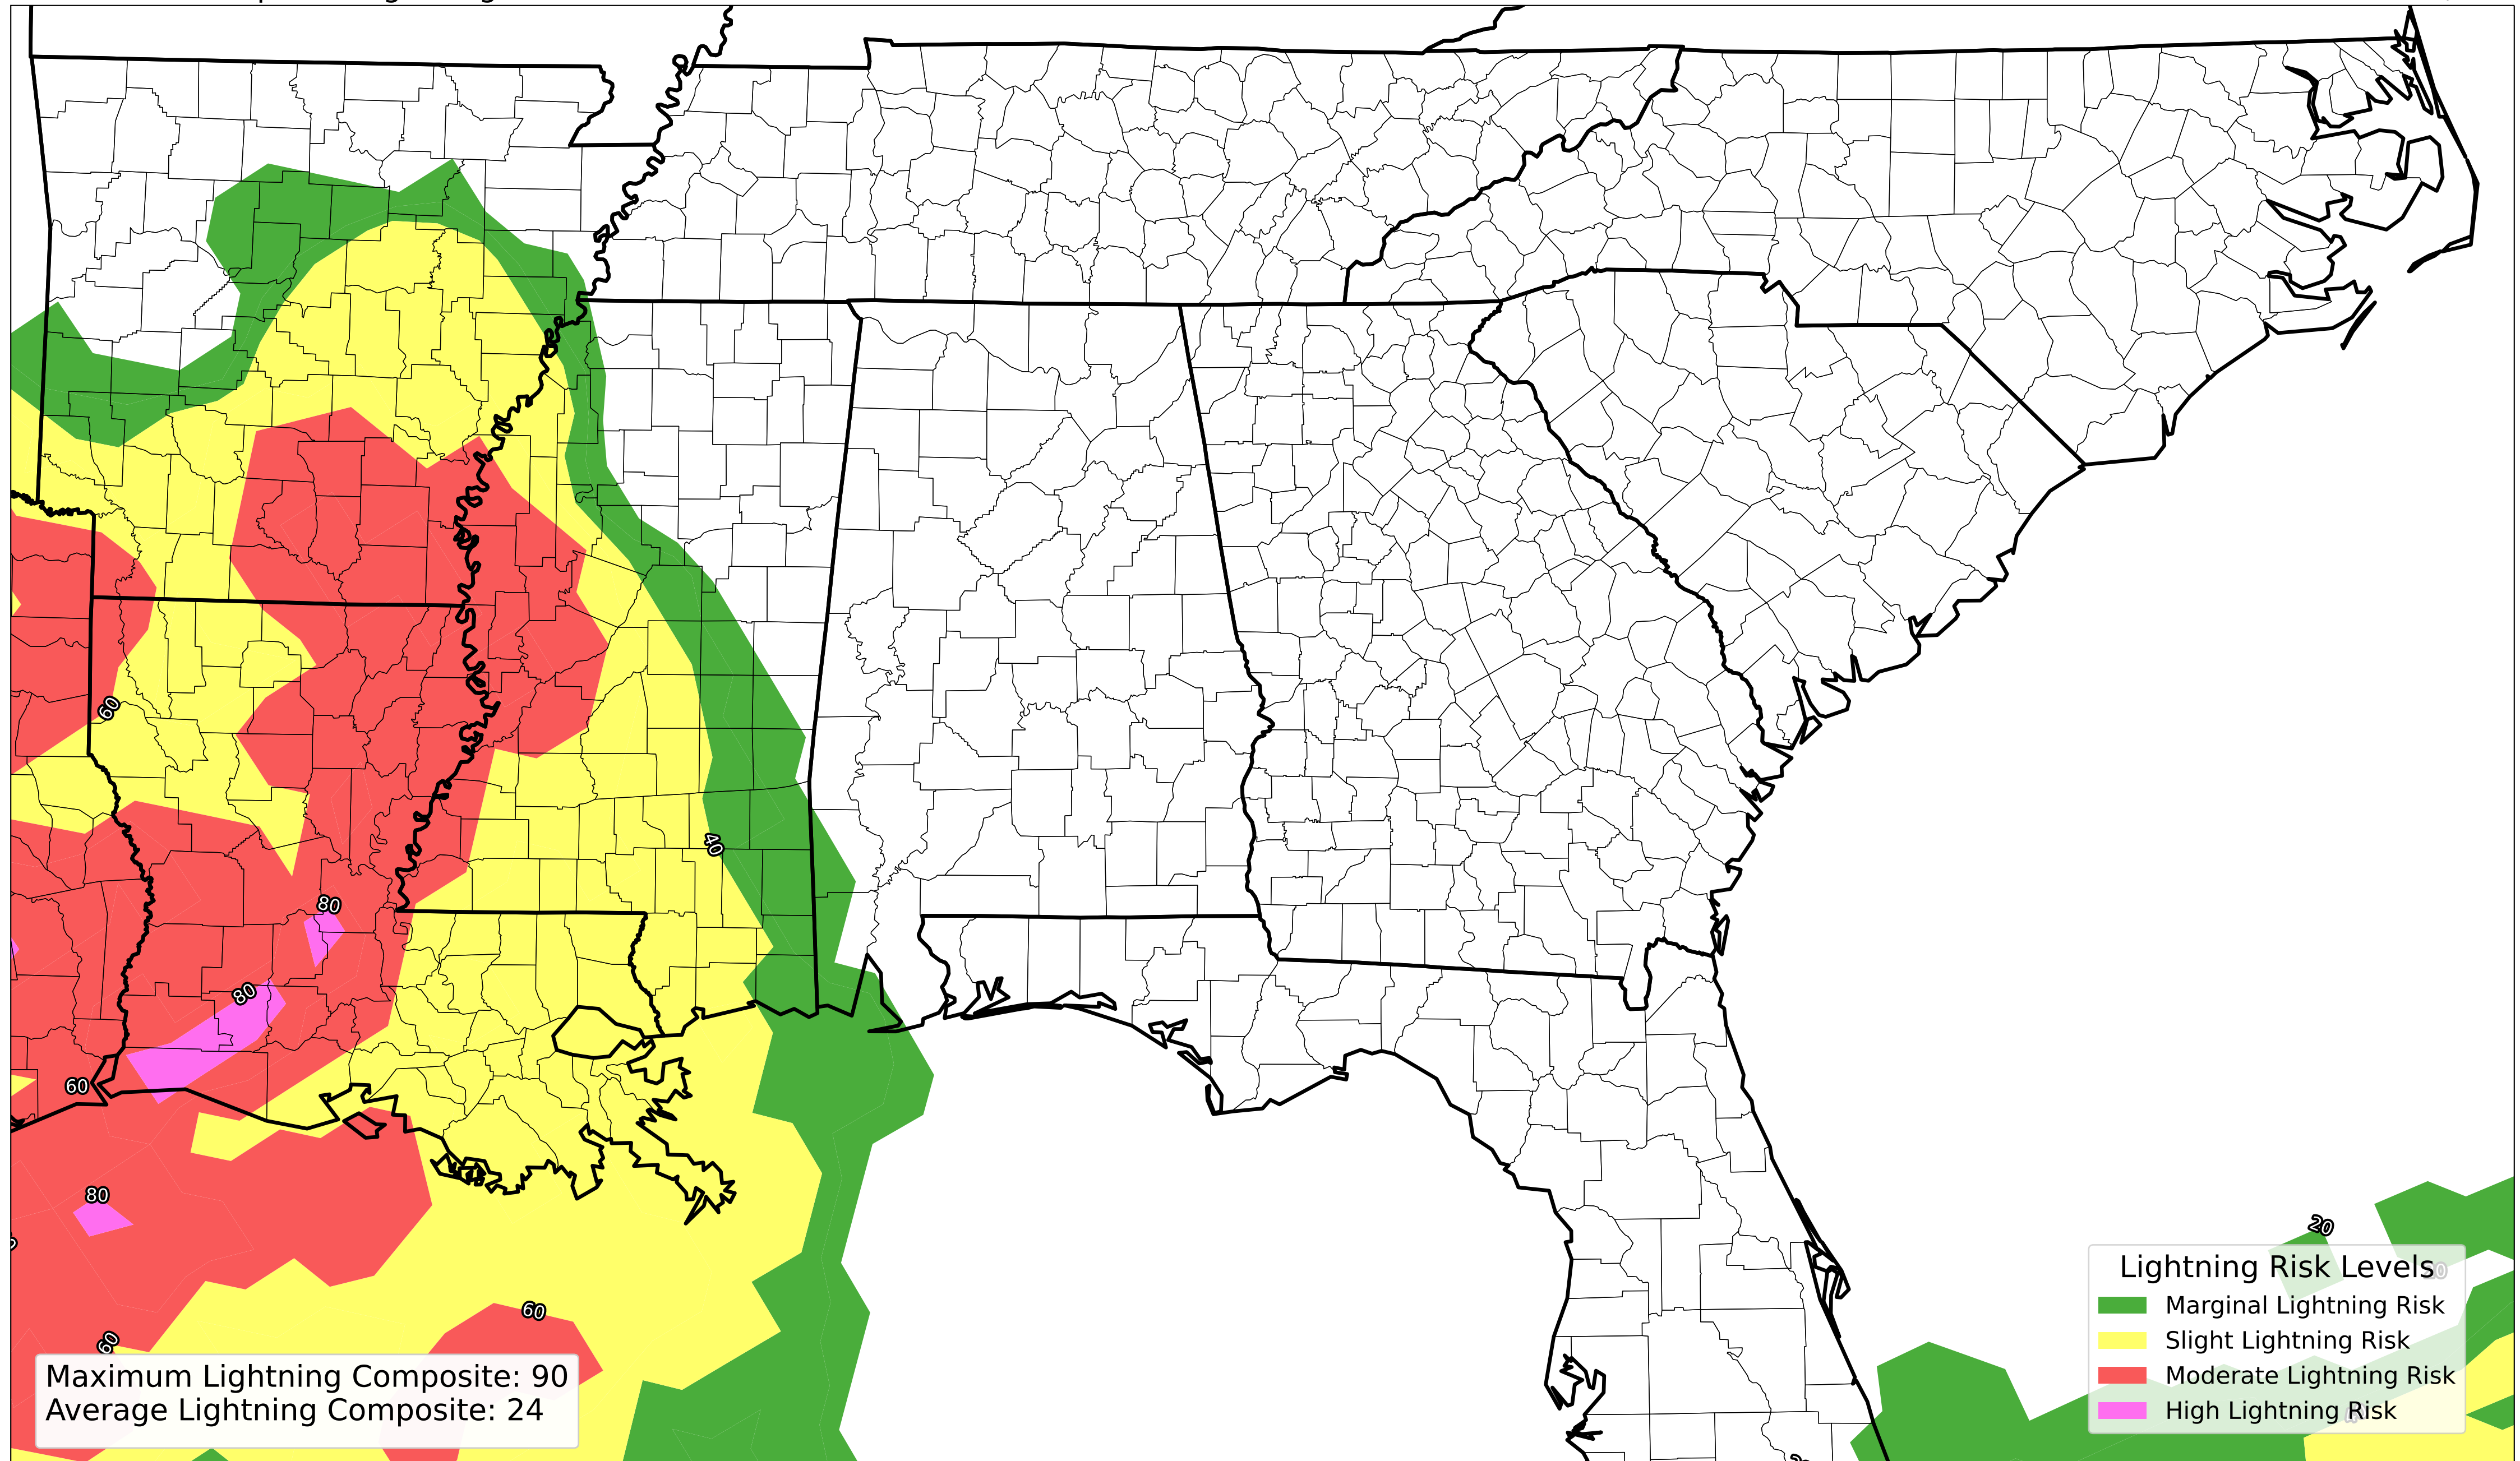 60
40
80
80
60
80
20
60
60
Lightning Risk Levels
Marginal Lightning Risk
Slight Lightning Risk
Moderate Lightning Risk
High Lightning Risk
Maximum Lightning Composite: 90
Average Lightning Composite: 24